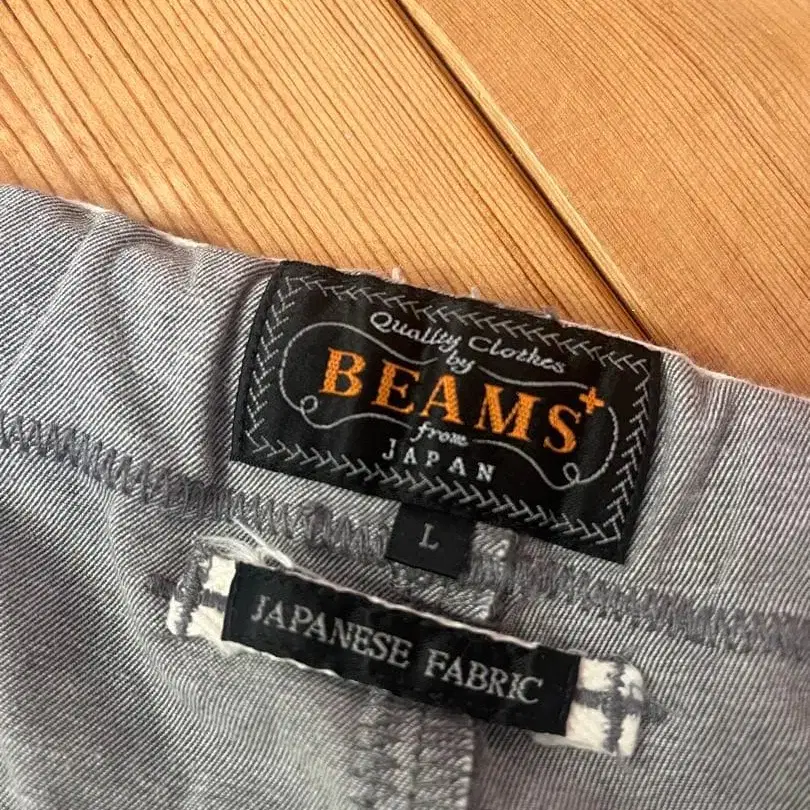 Quality Clothes
by
BEAMS+
from
JAPAN
L
JAPANESE FABRIC